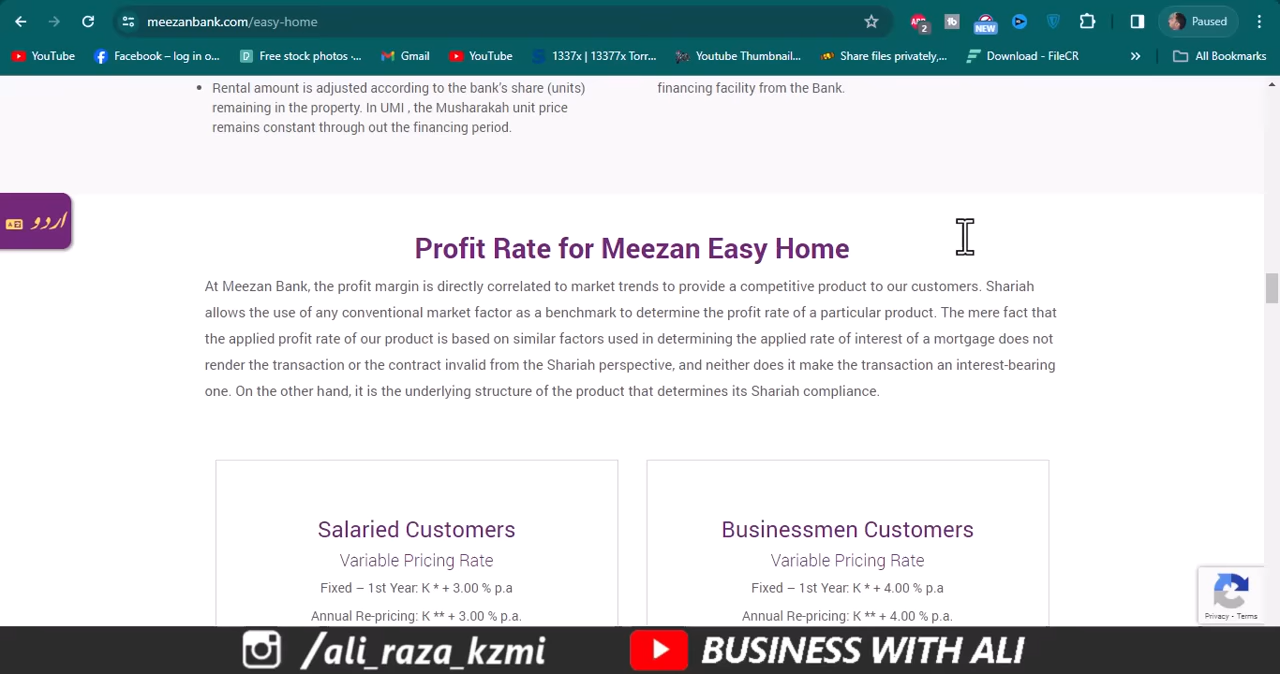 meezanbank.com/easy-home
2
NEW
Paused
YouTube
Facebook – log in o...
Free stock photos ·...
Gmail
YouTube
1337x | 13377x Torr...
Youtube Thumbnail...
Share files privately,...
Download - FileCR
»
All Bookmarks
Rental amount is adjusted according to the bank's share (units)
remaining in the property. In UMI , the Musharakah unit price
remains constant through out the financing period.
financing facility from the Bank.
اردو
Profit Rate for Meezan Easy Home
At Meezan Bank, the profit margin is directly correlated to market trends to provide a competitive product to our customers. Shariah
allows the use of any conventional market factor as a benchmark to determine the profit rate of a particular product. The mere fact that
the applied profit rate of our product is based on similar factors used in determining the applied rate of interest of a mortgage does not
render the transaction or the contract invalid from the Shariah perspective, and neither does it make the transaction an interest-bearing
one. On the other hand, it is the underlying structure of the product that determines its Shariah compliance.
Salaried Customers
Variable Pricing Rate
Fixed – 1st Year: K * + 3.00 % p.a
Annual Re-pricing: K ** + 3.00 % p.a.
Businessmen Customers
Variable Pricing Rate
Fixed – 1st Year: K * + 4.00 % p.a
Annual Re-pricing: K ** + 4.00 % p.a.
Privacy - Terms
/ali_raza_kzmi
BUSINESS WITH ALI